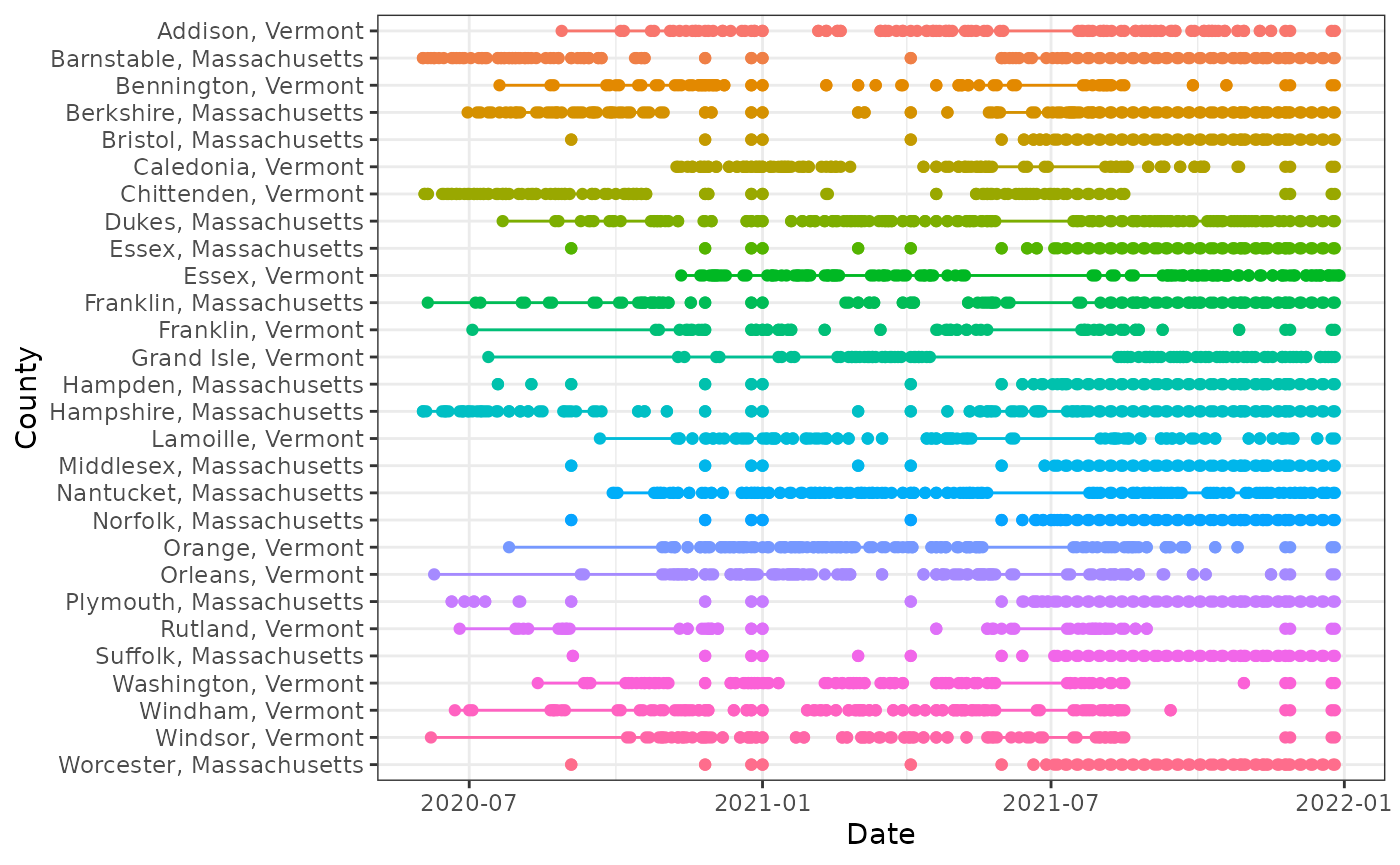 Addison, Vermont
Barnstable, Massachusetts
Bennington, Vermont
Berkshire, Massachusetts
Bristol, Massachusetts
Caledonia, Vermont
Chittenden, Vermont
Dukes, Massachusetts
Essex, Massachusetts
Essex, Vermont
Franklin, Massachusetts
Franklin, Vermont
Grand Isle, Vermont
Hampden, Massachusetts
Hampshire, Massachusetts
Lamoille, Vermont
Middlesex, Massachusetts
Nantucket, Massachusetts
Norfolk, Massachusetts
Orange, Vermont
Orleans, Vermont
Plymouth, Massachusetts
Rutland, Vermont
Suffolk, Massachusetts
Washington, Vermont
Windham, Vermont
Windsor, Vermont
Worcester, Massachusetts
County
2020-07 2021-01 2021-07 2022-01
Date